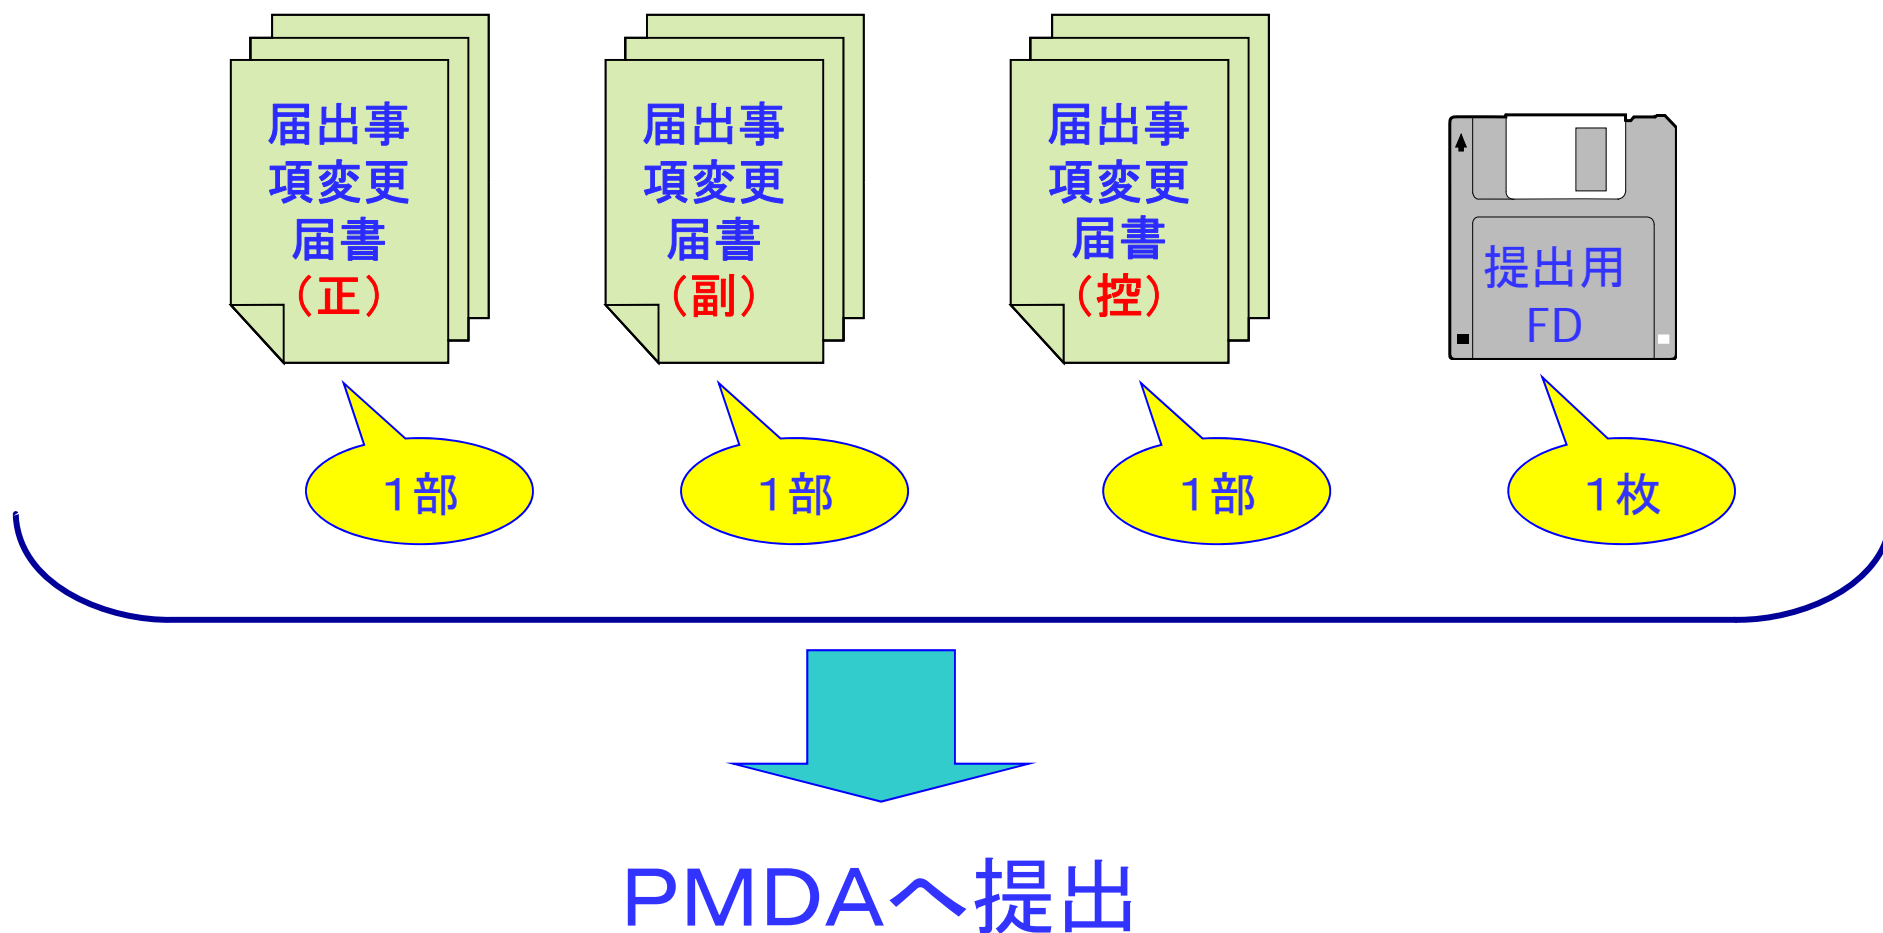 届出事
項変更
届書
（正）
届出事
項変更
届書
（副）
届出事
項変更
届書
（控）
提出用
FD
１部
１部
１部
１枚
ＰＭＤＡへ提出